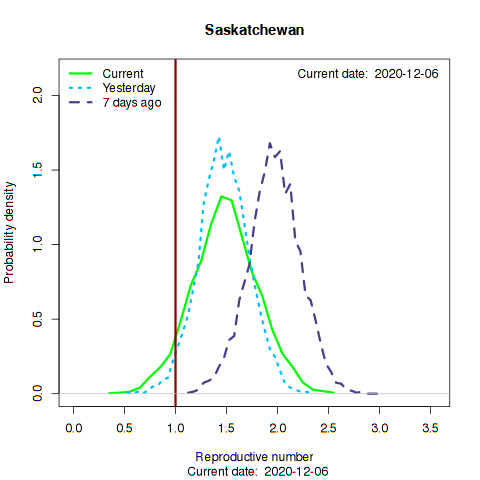 Saskatchewan
Current
Yesterday
7 days ago
Current date:  2020-12-06
Probability density
2.0
1.5
1.0
0.5
0.0
0.0 0.5 1.0 1.5 2.0 2.5 3.0 3.5
Reproductive number
Current date:  2020-12-06